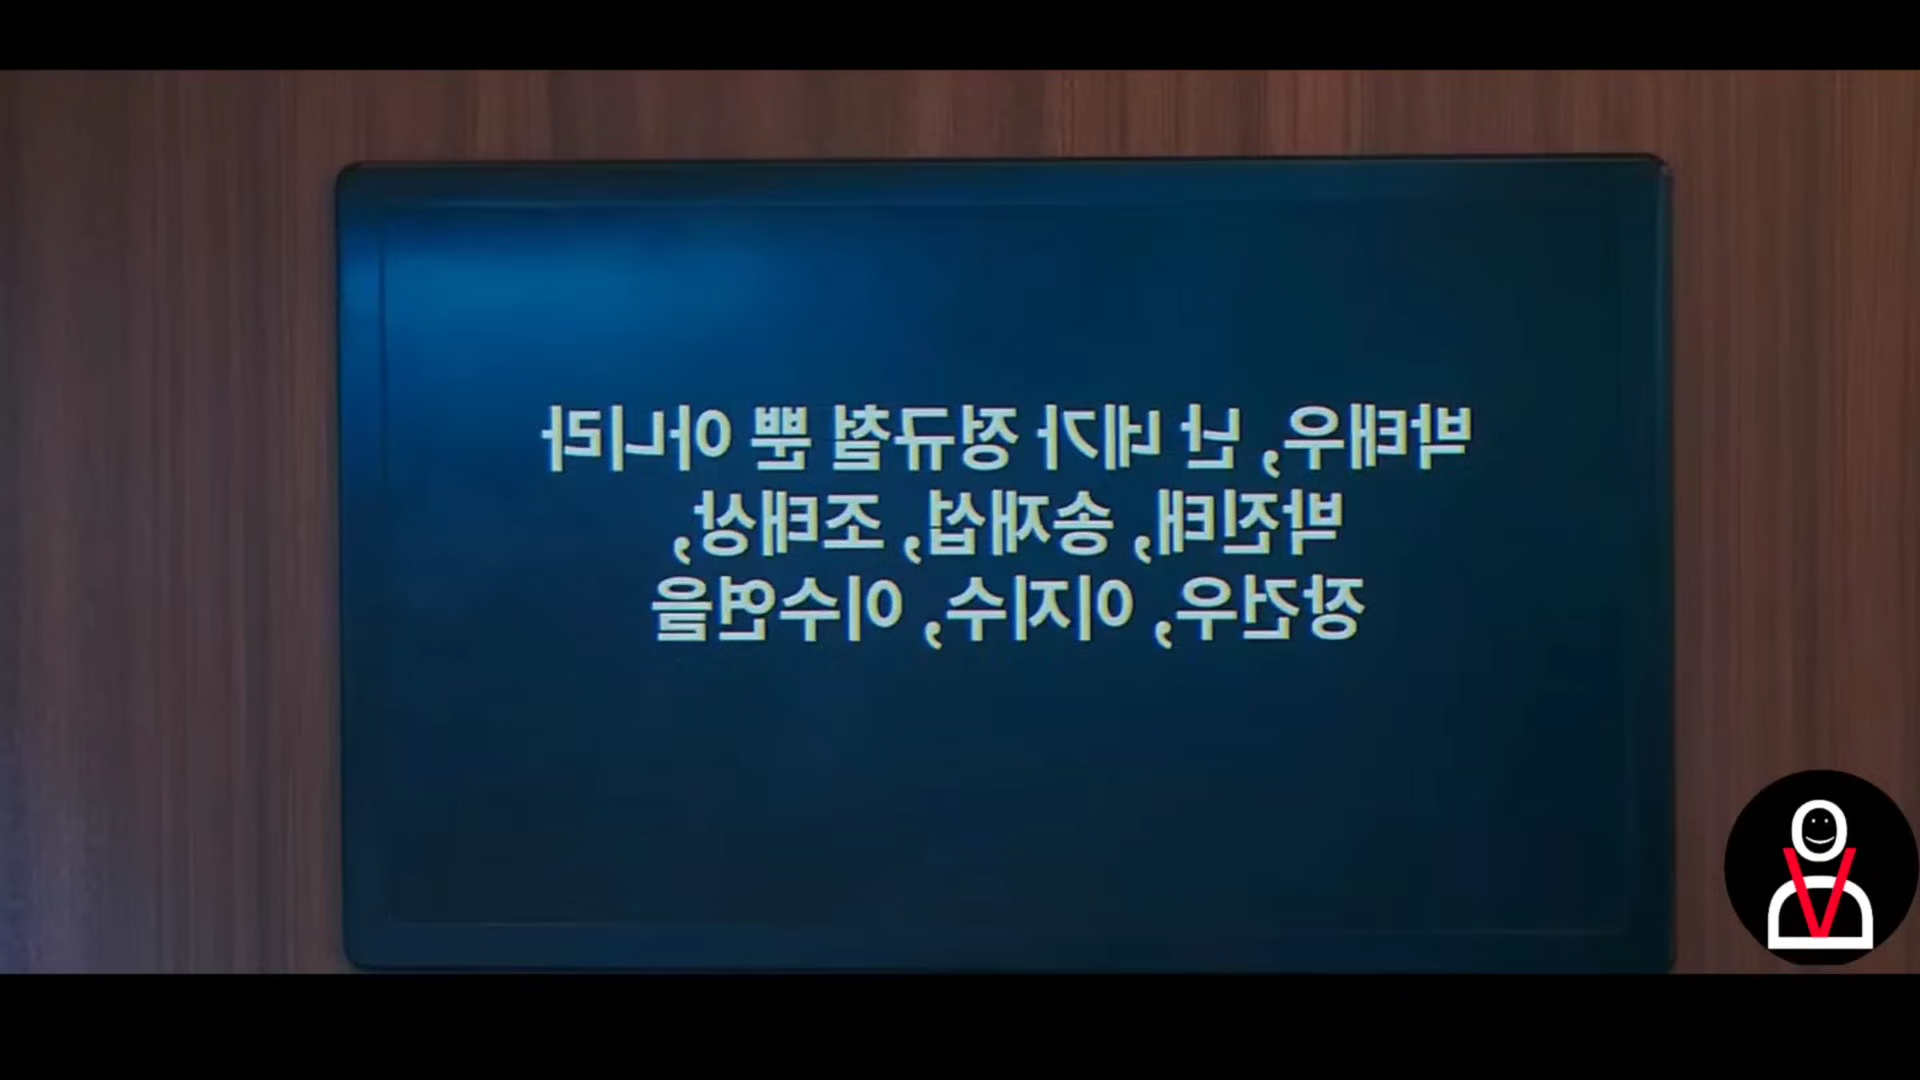 박태우, 난 네가 정규철 뿐 아니라
박진태, 송재섭, 조태상,
장건우, 이지수, 이수연을
V